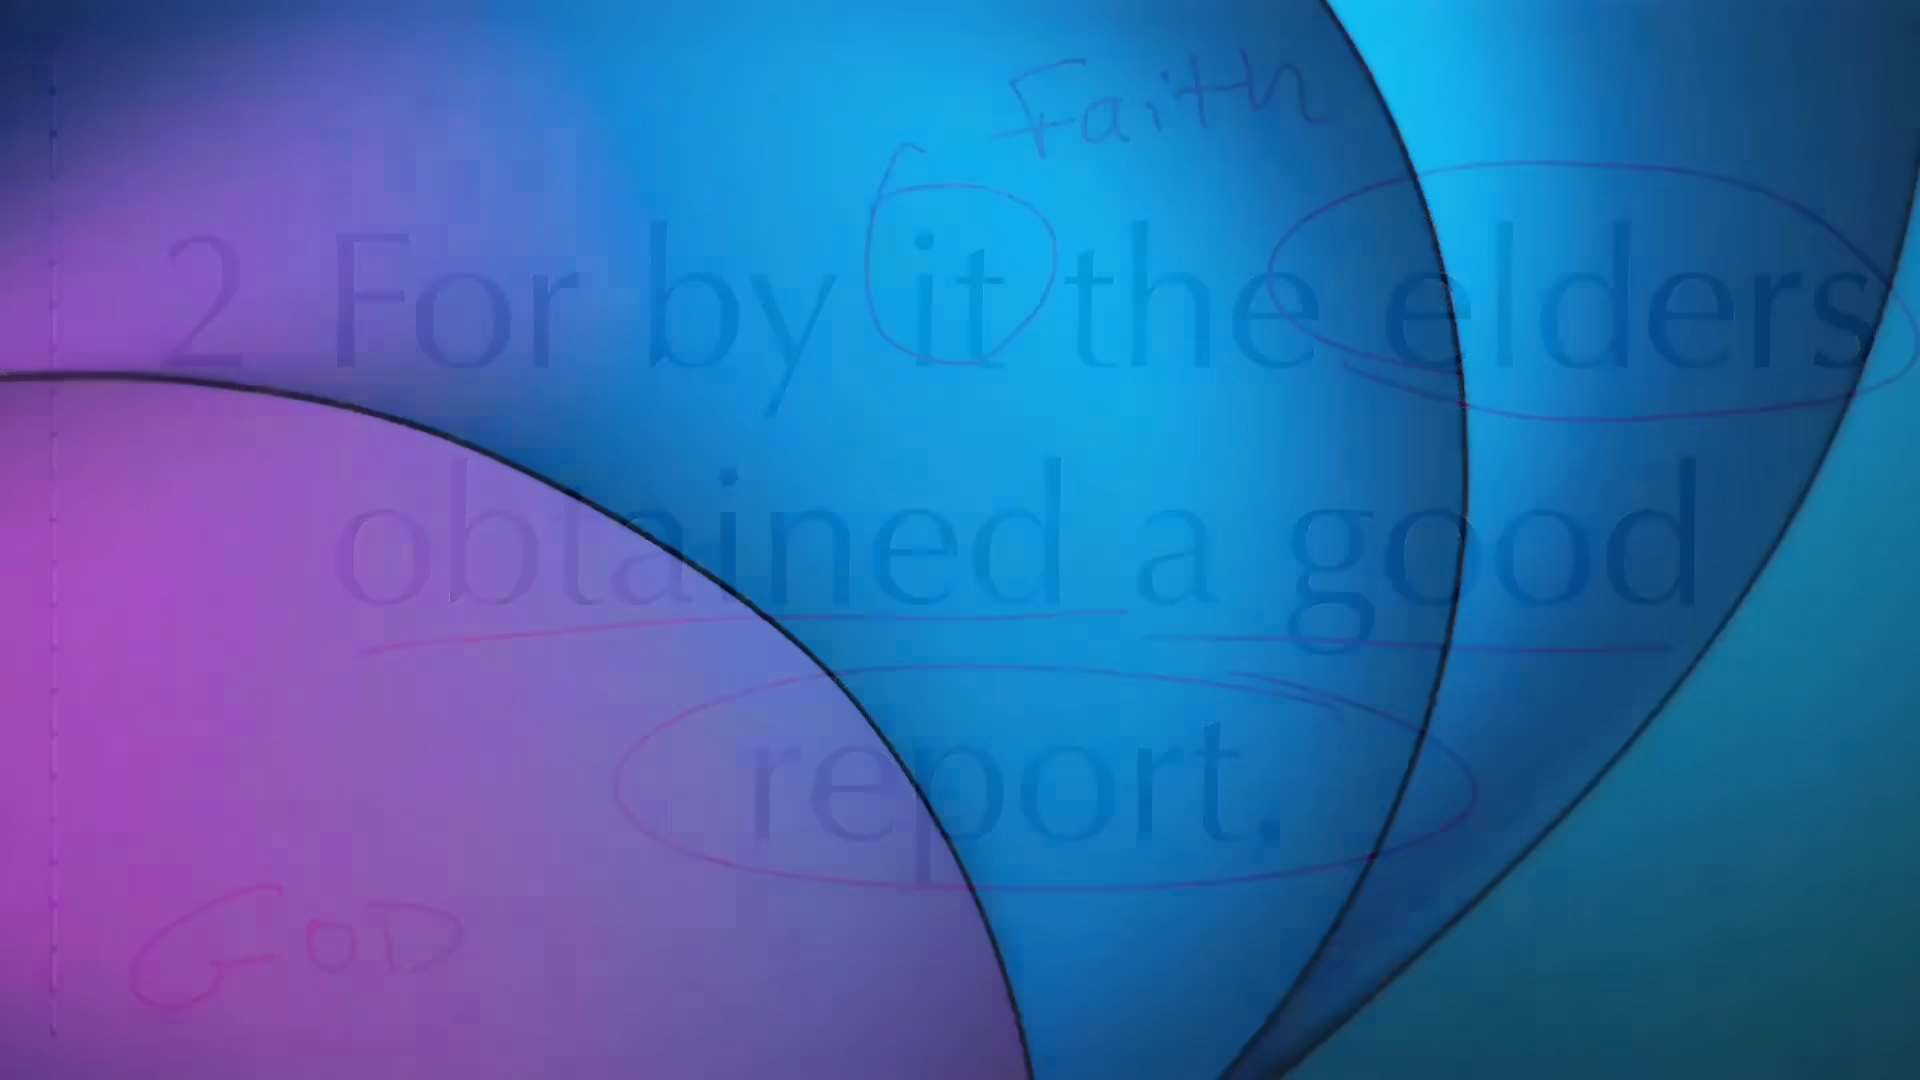 Faith
2 For by it the elders
obtained a good
report.
GOD